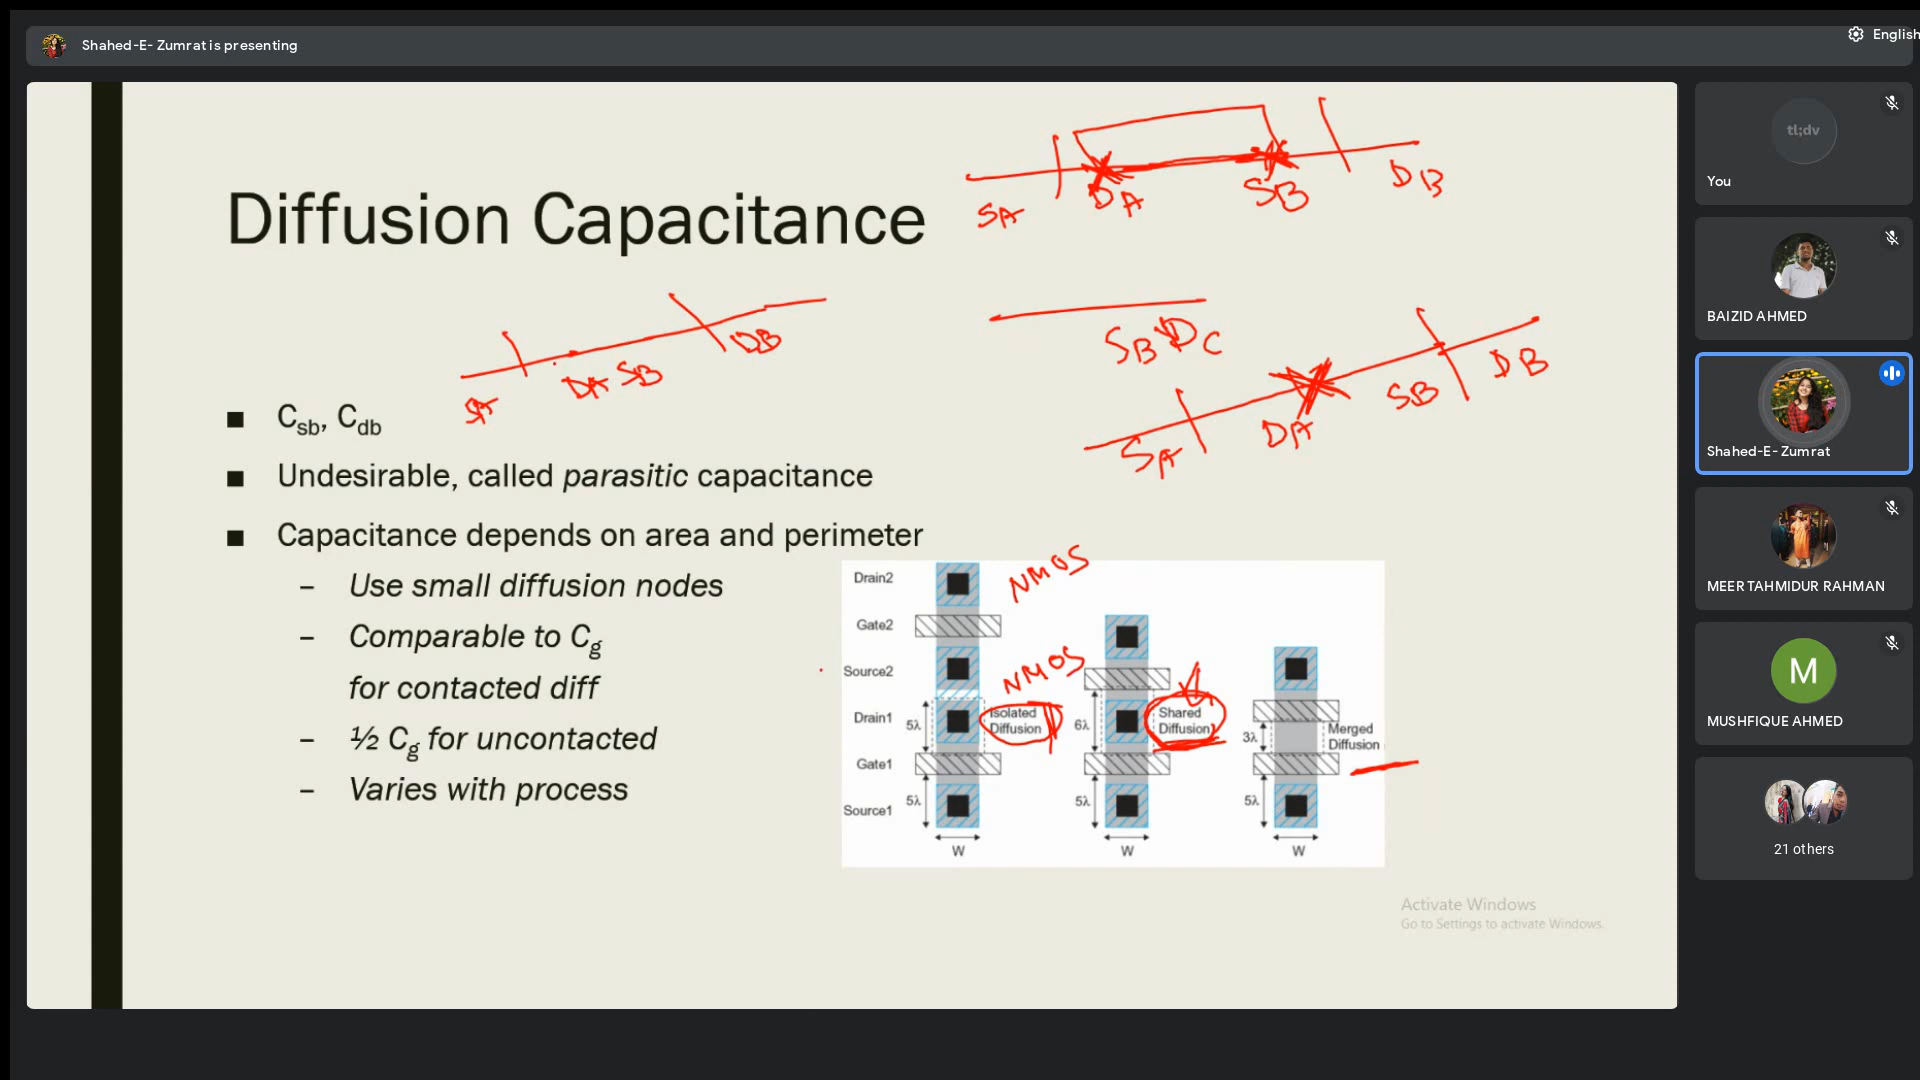 Shahed-E- Zumrat is presenting
English
Diffusion Capacitance
SA DA SB DB
SA DA SB DB
SB DC
SA DA SB DB
■ Csb, Cdb
■ Undesirable, called parasitic capacitance
■ Capacitance depends on area and perimeter
– Use small diffusion nodes
– Comparable to Cg
for contacted diff
– ½ Cg for uncontacted
– Varies with process
Drain2
NMOS
Gate2
Source2
NMOS
Drain1
5λ
Isolated
Diffusion
6λ
Shared
Diffusion
3λ
Merged
Diffusion
Gate1
Source1
5λ
5λ
5λ
W
W
W
Activate Windows
Go to Settings to activate Windows.
tl;dv
You
BAIZID AHMED
Shahed-E- Zumrat
MEER TAHMIDUR RAHMAN
M
MUSHFIQUE AHMED
21 others